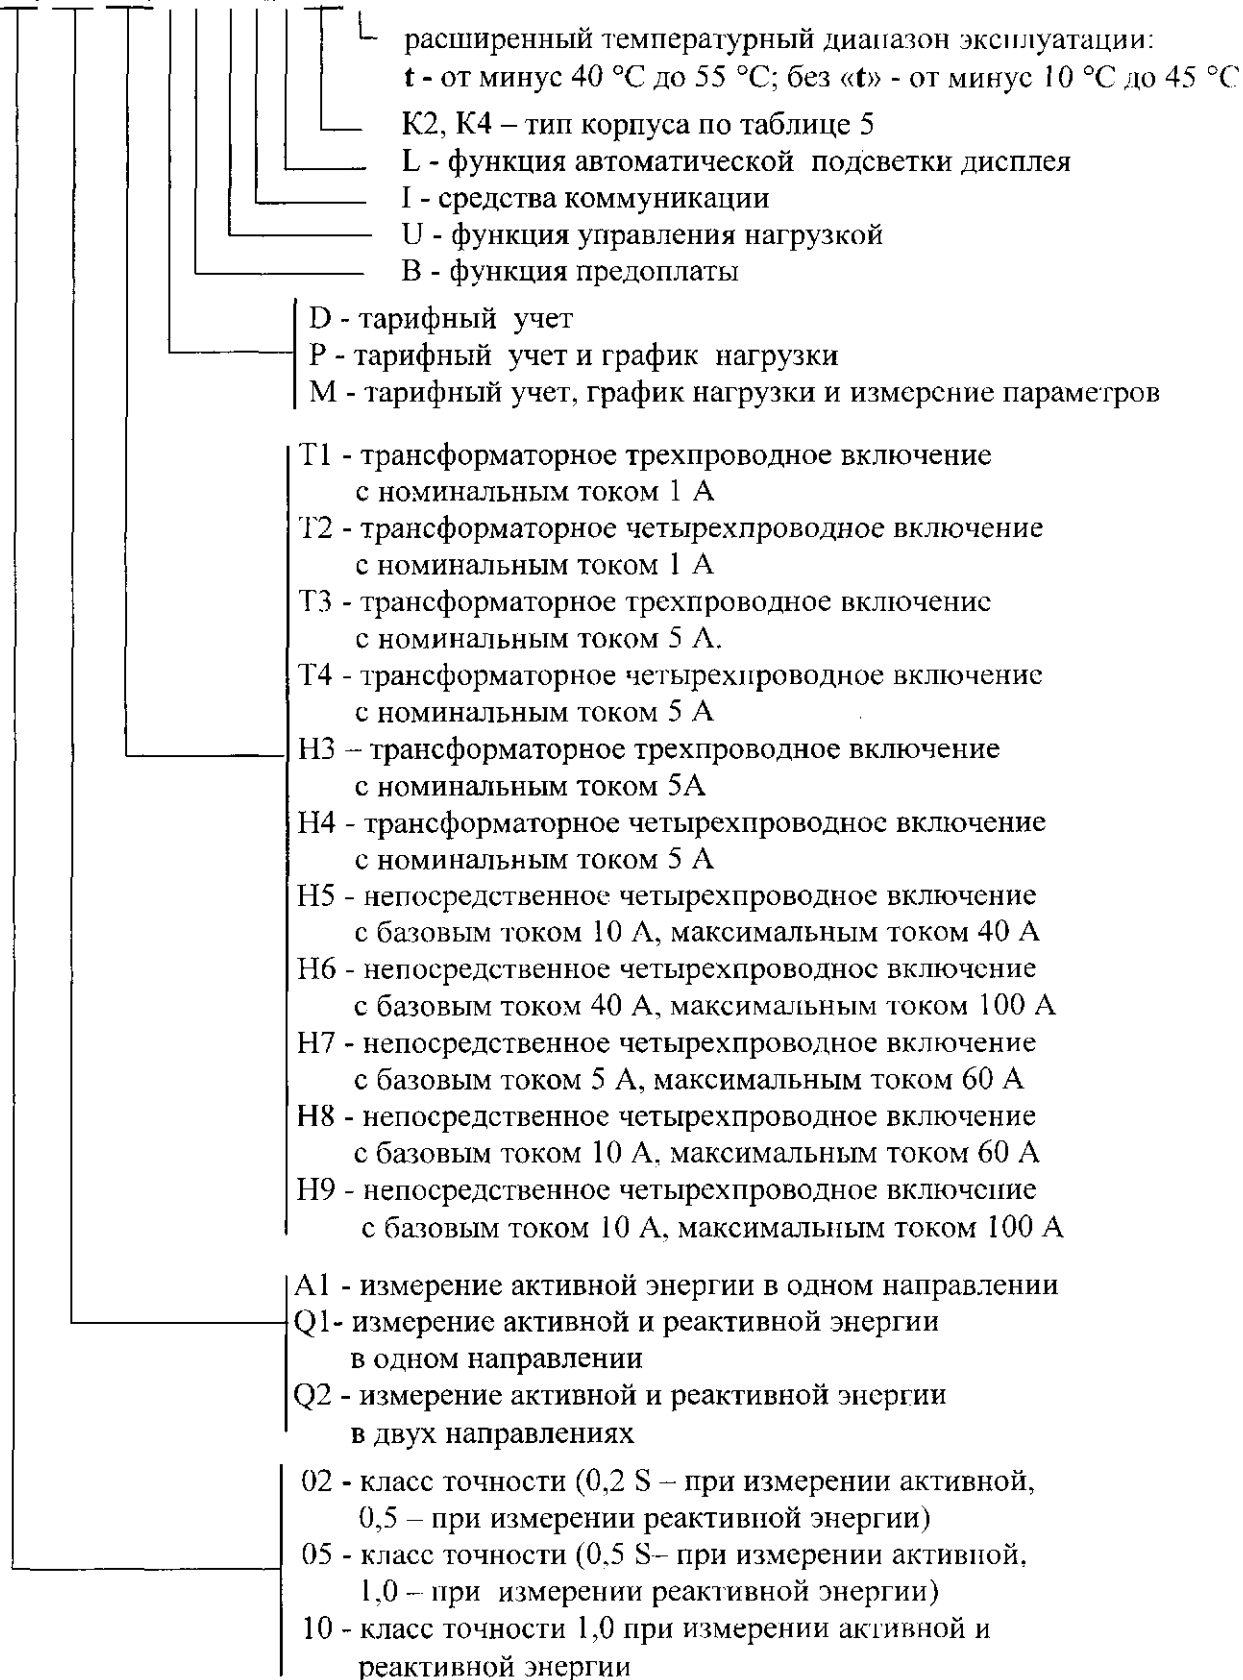 расширенный температурный диапазон эксплуатации:
t - от минус 40 °С до 55 °С; без «t» - от минус 10 °С до 45 °С
К2, К4 – тип корпуса по таблице 5
L - функция автоматической подсветки дисплея
I - средства коммуникации
U - функция управления нагрузкой
В - функция предоплаты
D - тарифный учет
Р - тарифный учет и график нагрузки
М - тарифный учет, график нагрузки и измерение параметров
Т1 - трансформаторное трехпроводное включение
с номинальным током 1 А
Т2 - трансформаторное четырехпроводное включение
с номинальным током 1 А
Т3 - трансформаторное трехпроводное включение
с номинальным током 5 А.
Т4 - трансформаторное четырехпроводное включение
с номинальным током 5 А
Н3 – трансформаторное трехпроводное включение
с номинальным током 5А
Н4 - трансформаторное четырехпроводное включение
с номинальным током 5 А
Н5 - непосредственное четырехпроводное включение
с базовым током 10 А, максимальным током 40 А
Н6 - непосредственное четырехпроводное включение
с базовым током 40 А, максимальным током 100 А
Н7 - непосредственное четырехпроводное включение
с базовым током 5 А, максимальным током 60 А
Н8 - непосредственное четырехпроводное включение
с базовым током 10 А, максимальным током 60 А
Н9 - непосредственное четырехпроводное включение
с базовым током 10 А, максимальным током 100 А
А1 - измерение активной энергии в одном направлении
Q1- измерение активной и реактивной энергии
в одном направлении
Q2 - измерение активной и реактивной энергии
в двух направлениях
02 - класс точности (0,2 S – при измерении активной,
0,5 – при измерении реактивной энергии)
05 - класс точности (0,5 S– при измерении активной,
1,0 – при измерении реактивной энергии)
10 - класс точности 1,0 при измерении активной и
реактивной энергии